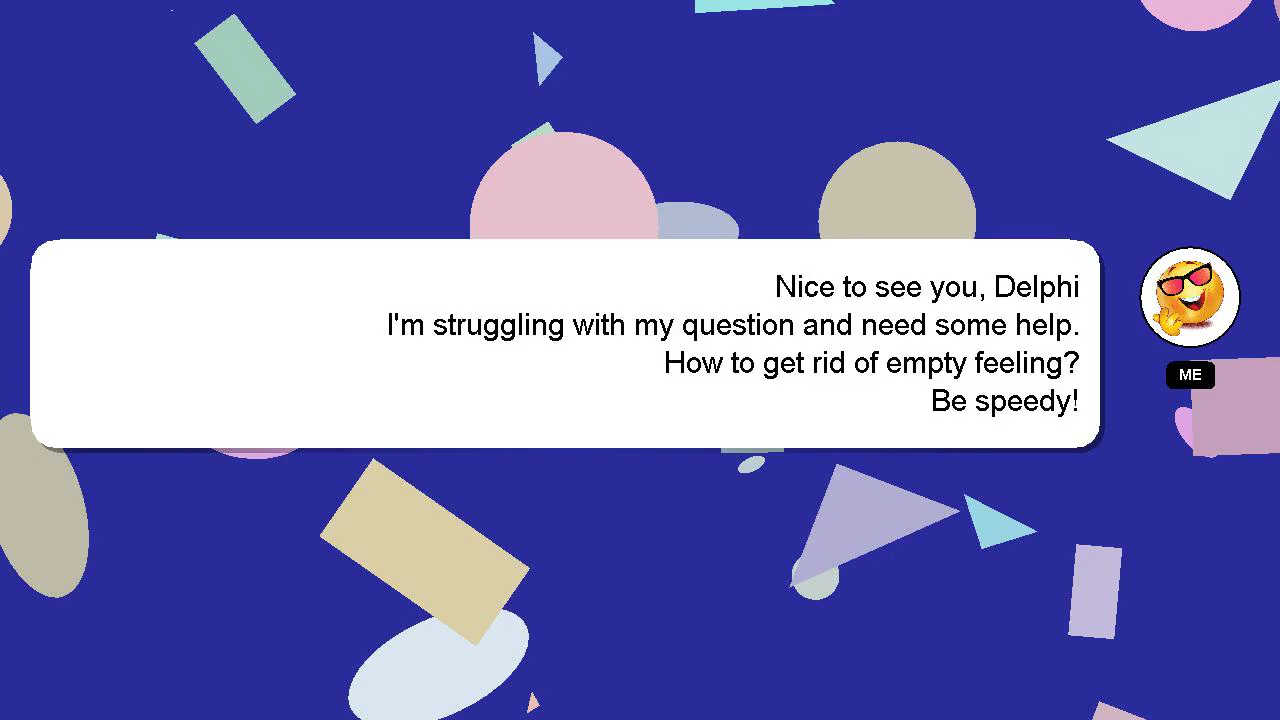 Nice to see you, Delphi
I'm struggling with my question and need some help.
How to get rid of empty feeling?
Be speedy!
ME